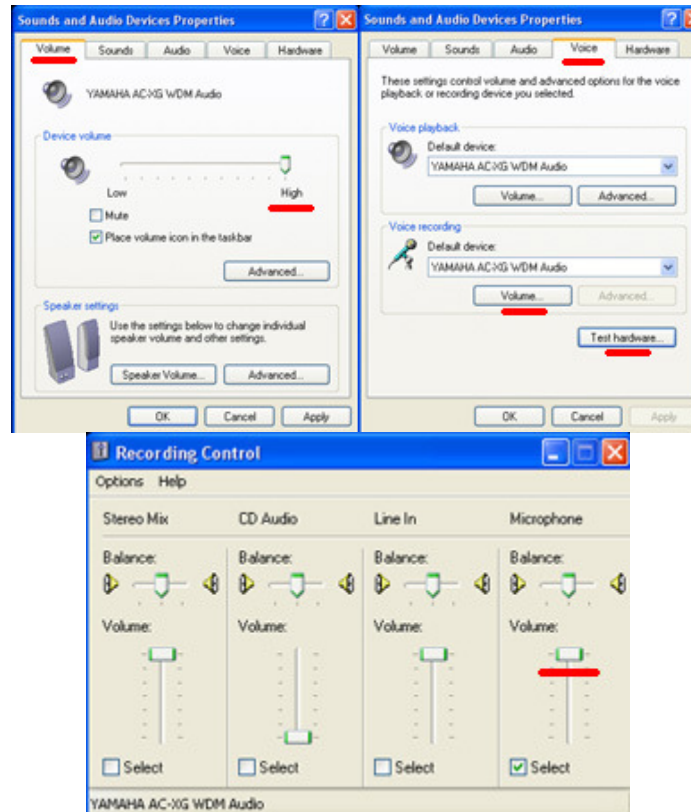 Sounds and Audio Devices Properties
Volume Sounds Audio Voice Hardware
YAMAHA AC-XG WDM Audio
Device volume
Low High
Mute
Place volume icon in the taskbar
Advanced...
Speaker settings
Use the settings below to change individual
speaker volume and other settings.
Speaker Volume... Advanced...
OK Cancel Apply
Sounds and Audio Devices Properties
Volume Sounds Audio Voice Hardware
These settings control volume and advanced options for the voice
playback or recording device you selected.
Voice playback
Default device:
YAMAHA AC-XG WDM Audio
Volume... Advanced...
Voice recording
Default device:
YAMAHA AC-XG WDM Audio
Volume... Advanced...
Test hardware...
OK Cancel Apply
Recording Control
Options Help
Stereo Mix CD Audio Line In Microphone
Balance: Balance: Balance: Balance:
Volume: Volume: Volume: Volume:
Select Select Select Select
YAMAHA AC-XG WDM Audio